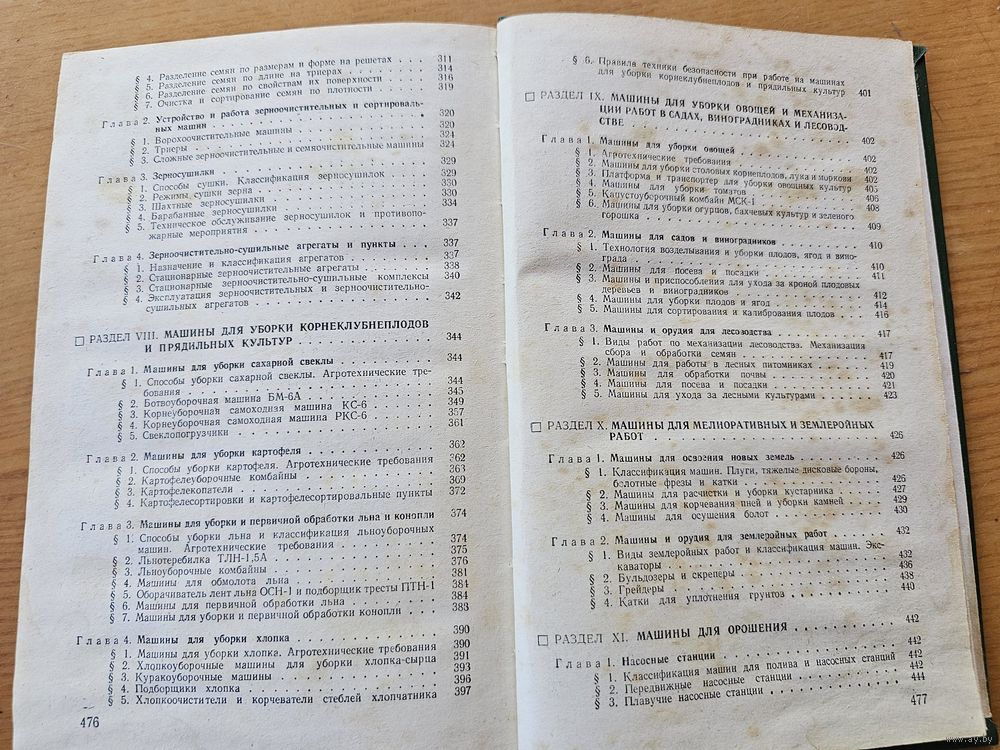 § 4. Разделение семян по размерам и форме на решетах . . . 311
§ 5. Разделение семян по длине на триерах . . . 314
§ 6. Разделение семян по свойствам их поверхности . . . 316
§ 7. Очистка и сортирование семян по плотности . . . 319
Глава 2. Устройство и работа зерноочистительных и сортироваль-
ных машин . . . 320
§ 1. Ворохоочистительные машины . . . 320
§ 2. Триеры . . . 324
§ 3. Сложные зерноочистительные и семяочистительные машины 324
Глава 3. Зерносушилки . . . 329
§ 1. Способы сушки. Классификация зерносушилок . . . 329
§ 2. Режимы сушки зерна . . . 330
§ 3. Шахтные зерносушилки . . . 330
§ 4. Барабанные зерносушилки . . . 334
§ 5. Техническое обслуживание зерносушилок и противопо-
жарные мероприятия . . . 337
Глава 4. Зерноочистительно-сушильные агрегаты и пункты . . . 337
§ 1. Назначение и классификация агрегатов . . . 337
§ 2. Стационарные зерноочистительные агрегаты . . . 338
§ 3. Стационарные зерноочистительно-сушильные комплексы 340
§ 4. Эксплуатация зерноочистительных и зерноочистительно-
сушильных агрегатов . . . 342
РАЗДЕЛ VIII. МАШИНЫ ДЛЯ УБОРКИ КОРНЕКЛУБНЕПЛОДОВ
И ПРЯДИЛЬНЫХ КУЛЬТУР . . . 344
Глава 1. Машины для уборки сахарной свеклы . . . 344
§ 1. Способы уборки сахарной свеклы. Агротехнические тре-
бования . . . 344
§ 2. Ботвоуборочная машина БМ-6А . . . 345
§ 3. Корнеуборочная самоходная машина КС-6 . . . 349
§ 4. Корнеуборочная самоходная машина РКС-6 . . . 357
§ 5. Свеклопогрузчики . . . 361
Глава 2. Машины для уборки картофеля . . . 362
§ 1. Способы уборки картофеля. Агротехнические требования 362
§ 2. Картофелеуборочные комбайны . . . 363
§ 3. Картофелекопатели . . . 369
§ 4. Картофелесортировки и картофелесортировальные пункты 372
Глава 3. Машины для уборки и первичной обработки льна и конопли 374
§ 1. Способы уборки льна и классификация льноуборочных
машин. Агротехнические требования . . . 374
§ 2. Льнотеребилка ТЛН-1,5А . . . 375
§ 3. Льноуборочные комбайны . . . 376
§ 4. Машины для обмолота льна . . . 381
§ 5. Оборачиватель лент льна ОСН-1 и подборщик тресты ПТН-1 384
§ 6. Машины для первичной обработки льна . . . 384
§ 7. Машины для уборки и первичной обработки конопли . . . 383
Глава 4. Машины для уборки хлопка . . . 390
§ 1. Машины для уборки хлопка. Агротехнические требования 390
§ 2. Хлопкоуборочные машины для уборки хлопка-сырца 391
§ 3. Куракоуборочные машины . . . 393
§ 4. Подборщики хлопка . . . 396
§ 5. Хлопкоочистители и корчеватели стеблей хлопчатника 397
476
§ 6. Правила техники безопасности при работе на машинах
для уборки корнеклубнеплодов и прядильных культур 401
РАЗДЕЛ IX. МАШИНЫ ДЛЯ УБОРКИ ОВОЩЕЙ И МЕХАНИЗА-
ЦИИ РАБОТ В САДАХ, ВИНОГРАДНИКАХ И ЛЕСОВОД-
СТВЕ . . . 402
Глава 1. Машины для уборки овощей . . . 402
§ 1. Агротехнические требования . . . 402
§ 2. Машины для уборки столовых корнеплодов, лука и моркови 402
§ 3. Платформа и транспортер для уборки овощных культур 405
§ 4. Машины для уборки томатов . . . 406
§ 5. Капустоуборочный комбайн МСК-1 . . . 408
§ 6. Машины для уборки огурцов, бахчевых культур и зеленого
горошка . . . 409
Глава 2. Машины для садов и виноградников . . . 410
§ 1. Технология возделывания и уборки плодов, ягод и вино-
града . . . 410
§ 2. Машины для посева и посадки . . . 411
§ 3. Машины и приспособления для ухода за кроной плодовых
деревьев и виноградников . . . 412
§ 4. Машины для уборки плодов и ягод . . . 414
§ 5. Машины для сортирования и калибрования плодов . . . 416
Глава 3. Машины и орудия для лесоводства . . . 417
§ 1. Виды работ по механизации лесоводства. Механизация
сбора и обработки семян . . . 417
§ 2. Машины для работы в лесных питомниках . . . 419
§ 3. Машины для обработки почвы . . . 420
§ 4. Машины для посева и посадки . . . 421
§ 5. Машины для ухода за лесными культурами . . . 423
РАЗДЕЛ X. МАШИНЫ ДЛЯ МЕЛИОРАТИВНЫХ И ЗЕМЛЕРОЙНЫХ
РАБОТ . . . 426
Глава 1. Машины для освоения новых земель . . . 426
§ 1. Классификация машин. Плуги, тяжелые дисковые бороны,
болотные фрезы и катки . . . 426
§ 2. Машины для расчистки и уборки кустарника . . . 427
§ 3. Машины для корчевания пней и уборки камней . . . 429
§ 4. Машины для осушения болот . . . 430
Глава 2. Машины и орудия для землеройных работ . . . 432
§ 1. Виды землеройных работ и классификация машин. Экс-
каваторы . . . 432
§ 2. Бульдозеры и скреперы . . . 436
§ 3. Грейдеры . . . 438
§ 4. Катки для уплотнения грунтов . . . 440
РАЗДЕЛ XI. МАШИНЫ ДЛЯ ОРОШЕНИЯ . . . 442
Глава 1. Насосные станции . . . 442
§ 1. Классификация машин для полива и насосных станций 442
§ 2. Передвижные насосные станции . . . 442
§ 3. Плавучие насосные станции . . . 444
477
www.ay.by